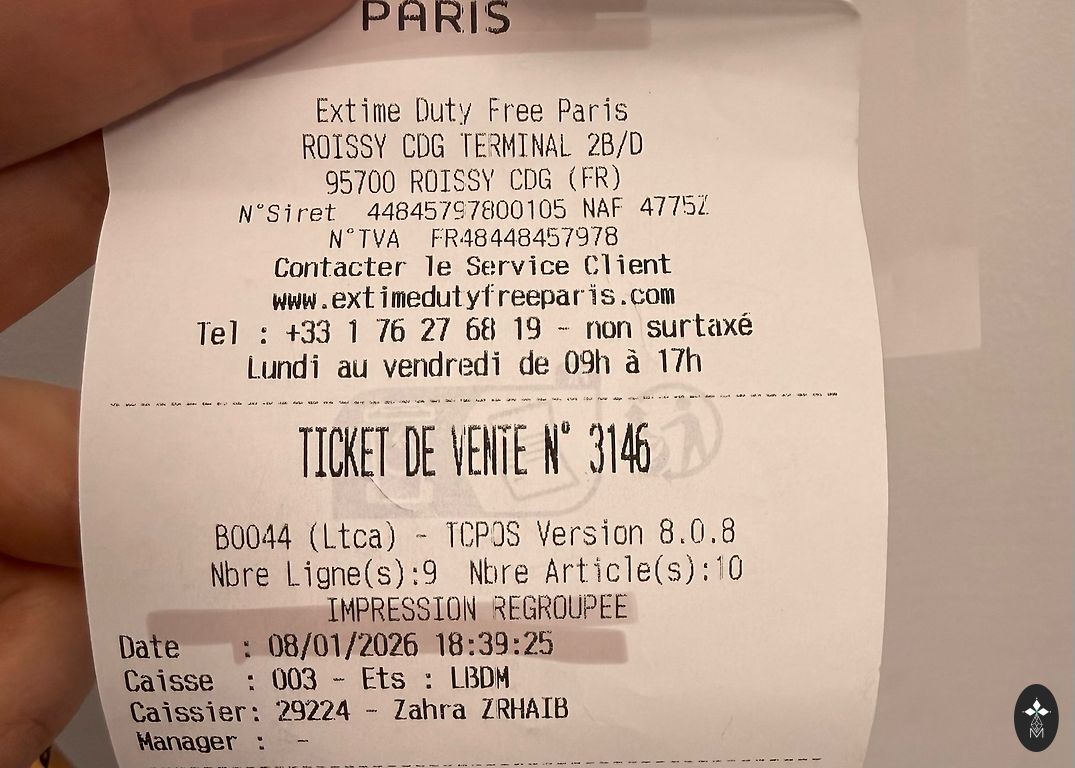 PARIS
Extime Duty Free Paris
ROISSY CDG TERMINAL 2B/D
95700 ROISSY CDG (FR)
N°Siret 44845797800105 NAF 4775Z
N°TVA FR48448457978
Contacter le Service Client
www.extimedutyfreeparis.com
Tel : +33 1 76 27 68 19 - non surtaxé
Lundi au vendredi de 09h à 17h
TICKET DE VENTE N° 3146
B0044 (Ltca) - TCPOS Version 8.0.8
Nbre Ligne(s):9 Nbre Article(s):10
IMPRESSION REGROUPEE
Date : 08/01/2026 18:39:25
Caisse : 003 - Ets : LBDM
Caissier: 29224 - Zahra ZRHAIB
Manager : -